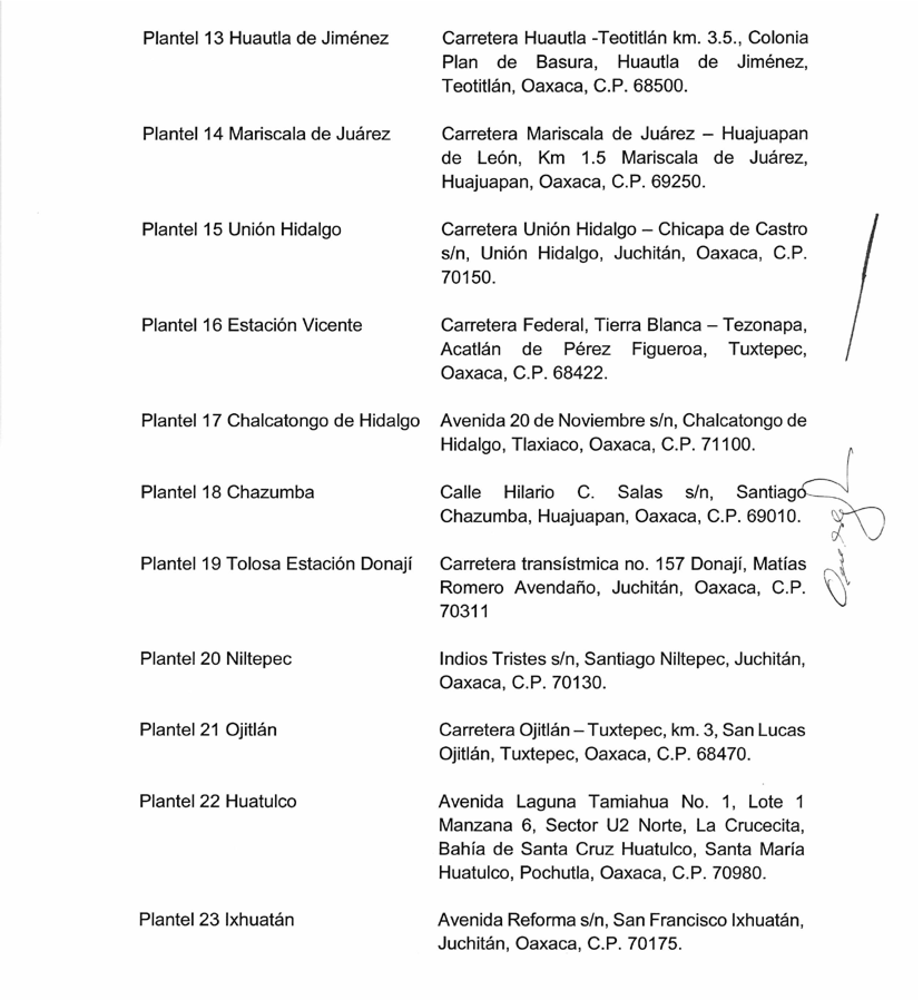 Plantel 13 Huautla de Jiménez
Carretera Huautla -Teotitlán km. 3.5., Colonia
Plan de Basura, Huautla de Jiménez,
Teotitlán, Oaxaca, C.P. 68500.
Plantel 14 Mariscala de Juárez
Carretera Mariscala de Juárez – Huajuapan
de León, Km 1.5 Mariscala de Juárez,
Huajuapan, Oaxaca, C.P. 69250.
Plantel 15 Unión Hidalgo
Carretera Unión Hidalgo – Chicapa de Castro
s/n, Unión Hidalgo, Juchitán, Oaxaca, C.P.
70150.
Plantel 16 Estación Vicente
Carretera Federal, Tierra Blanca – Tezonapa,
Acatlán de Pérez Figueroa, Tuxtepec,
Oaxaca, C.P. 68422.
Plantel 17 Chalcatongo de Hidalgo
Avenida 20 de Noviembre s/n, Chalcatongo de
Hidalgo, Tlaxiaco, Oaxaca, C.P. 71100.
Plantel 18 Chazumba
Calle Hilario C. Salas s/n, Santiago
Chazumba, Huajuapan, Oaxaca, C.P. 69010.
Plantel 19 Tolosa Estación Donají
Carretera transístmica no. 157 Donají, Matías
Romero Avendaño, Juchitán, Oaxaca, C.P.
70311
Plantel 20 Niltepec
Indios Tristes s/n, Santiago Niltepec, Juchitán,
Oaxaca, C.P. 70130.
Plantel 21 Ojitlán
Carretera Ojitlán – Tuxtepec, km. 3, San Lucas
Ojitlán, Tuxtepec, Oaxaca, C.P. 68470.
Plantel 22 Huatulco
Avenida Laguna Tamiahua No. 1, Lote 1
Manzana 6, Sector U2 Norte, La Crucecita,
Bahía de Santa Cruz Huatulco, Santa María
Huatulco, Pochutla, Oaxaca, C.P. 70980.
Plantel 23 Ixhuatán
Avenida Reforma s/n, San Francisco Ixhuatán,
Juchitán, Oaxaca, C.P. 70175.